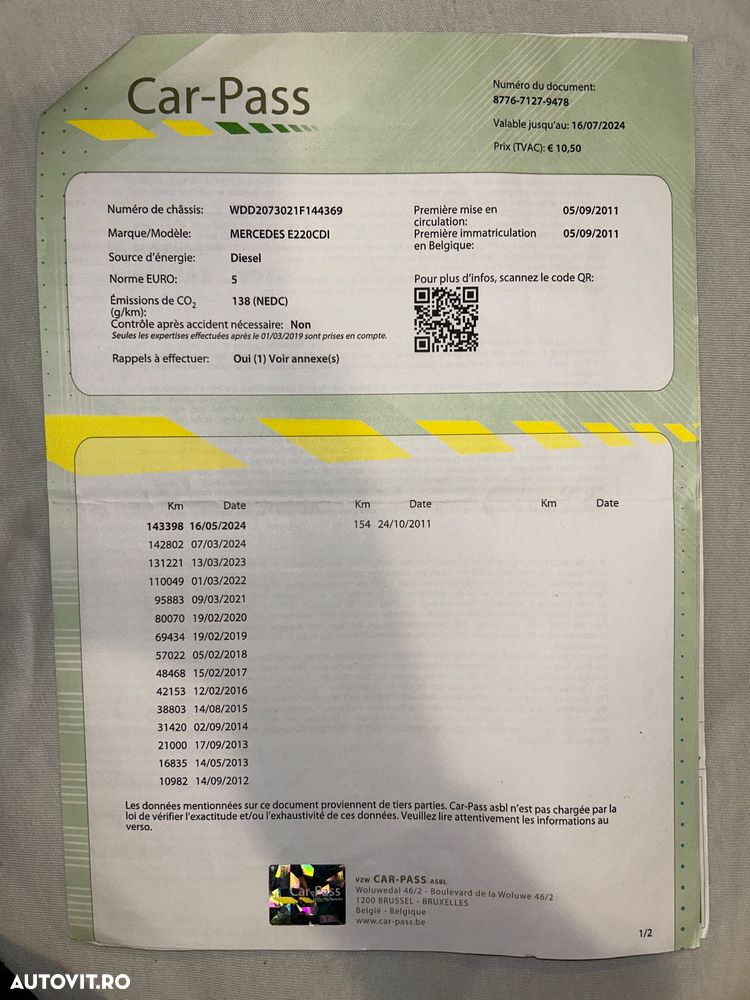 Car-Pass
Numéro du document:
8776-7127-9478
Valable jusqu'au: 16/07/2024
Prix (TVAC): € 10,50
Numéro de châssis: WDD2073021F144369
Marque/Modèle: MERCEDES E220CDI
Source d'énergie: Diesel
Norme EURO: 5
Émissions de CO2 138 (NEDC)
(g/km):
Contrôle après accident nécessaire: Non
Seules les expertises effectuées après le 01/03/2019 sont prises en compte.
Rappels à effectuer: Oui (1) Voir annexe(s)
Première mise en 05/09/2011
circulation:
Première immatriculation 05/09/2011
en Belgique:
Pour plus d'infos, scannez le code QR:
Km Date
143398 16/05/2024
142802 07/03/2024
131221 13/03/2023
110049 01/03/2022
95883 09/03/2021
80070 19/02/2020
69434 19/02/2019
57022 05/02/2018
48468 15/02/2017
42153 12/02/2016
38803 14/08/2015
31420 02/09/2014
21000 17/09/2013
16835 14/05/2013
10982 14/09/2012
Km Date
154 24/10/2011
Km Date
Les données mentionnées sur ce document proviennent de tiers parties. Car-Pass asbl n'est pas chargée par la
loi de vérifier l'exactitude et/ou l'exhaustivité de ces données. Veuillez lire attentivement les informations au
verso.
Car-Pass
VZW CAR-PASS ASBL
Woluwedal 46/2 - Boulevard de la Woluwe 46/2
1200 BRUSSEL - BRUXELLES
België - Belgique
www.car-pass.be
1/2
AUTOVIT.RO